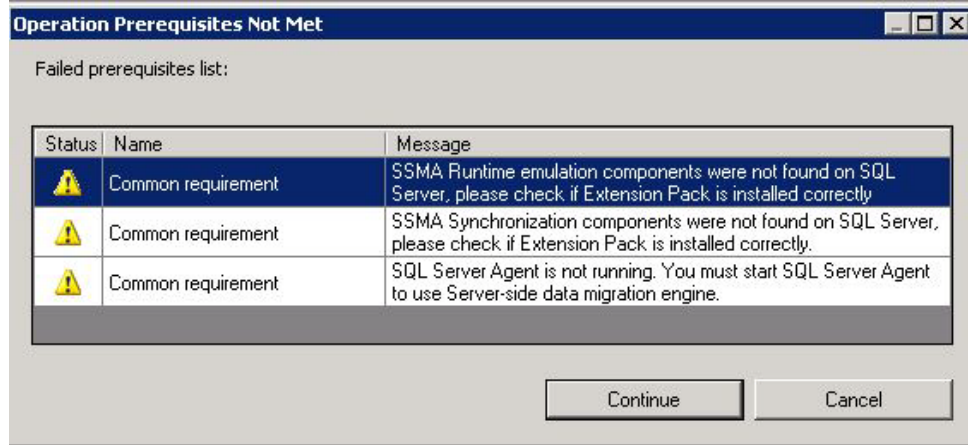 Operation Prerequisites Not Met
Failed prerequisites list:
Status Name Message
Common requirement SSMA Runtime emulation components were not found on SQL
Server, please check if Extension Pack is installed correctly
Common requirement SSMA Synchronization components were not found on SQL Server,
please check if Extension Pack is installed correctly.
Common requirement SQL Server Agent is not running. You must start SQL Server Agent
to use Server-side data migration engine.
Continue Cancel